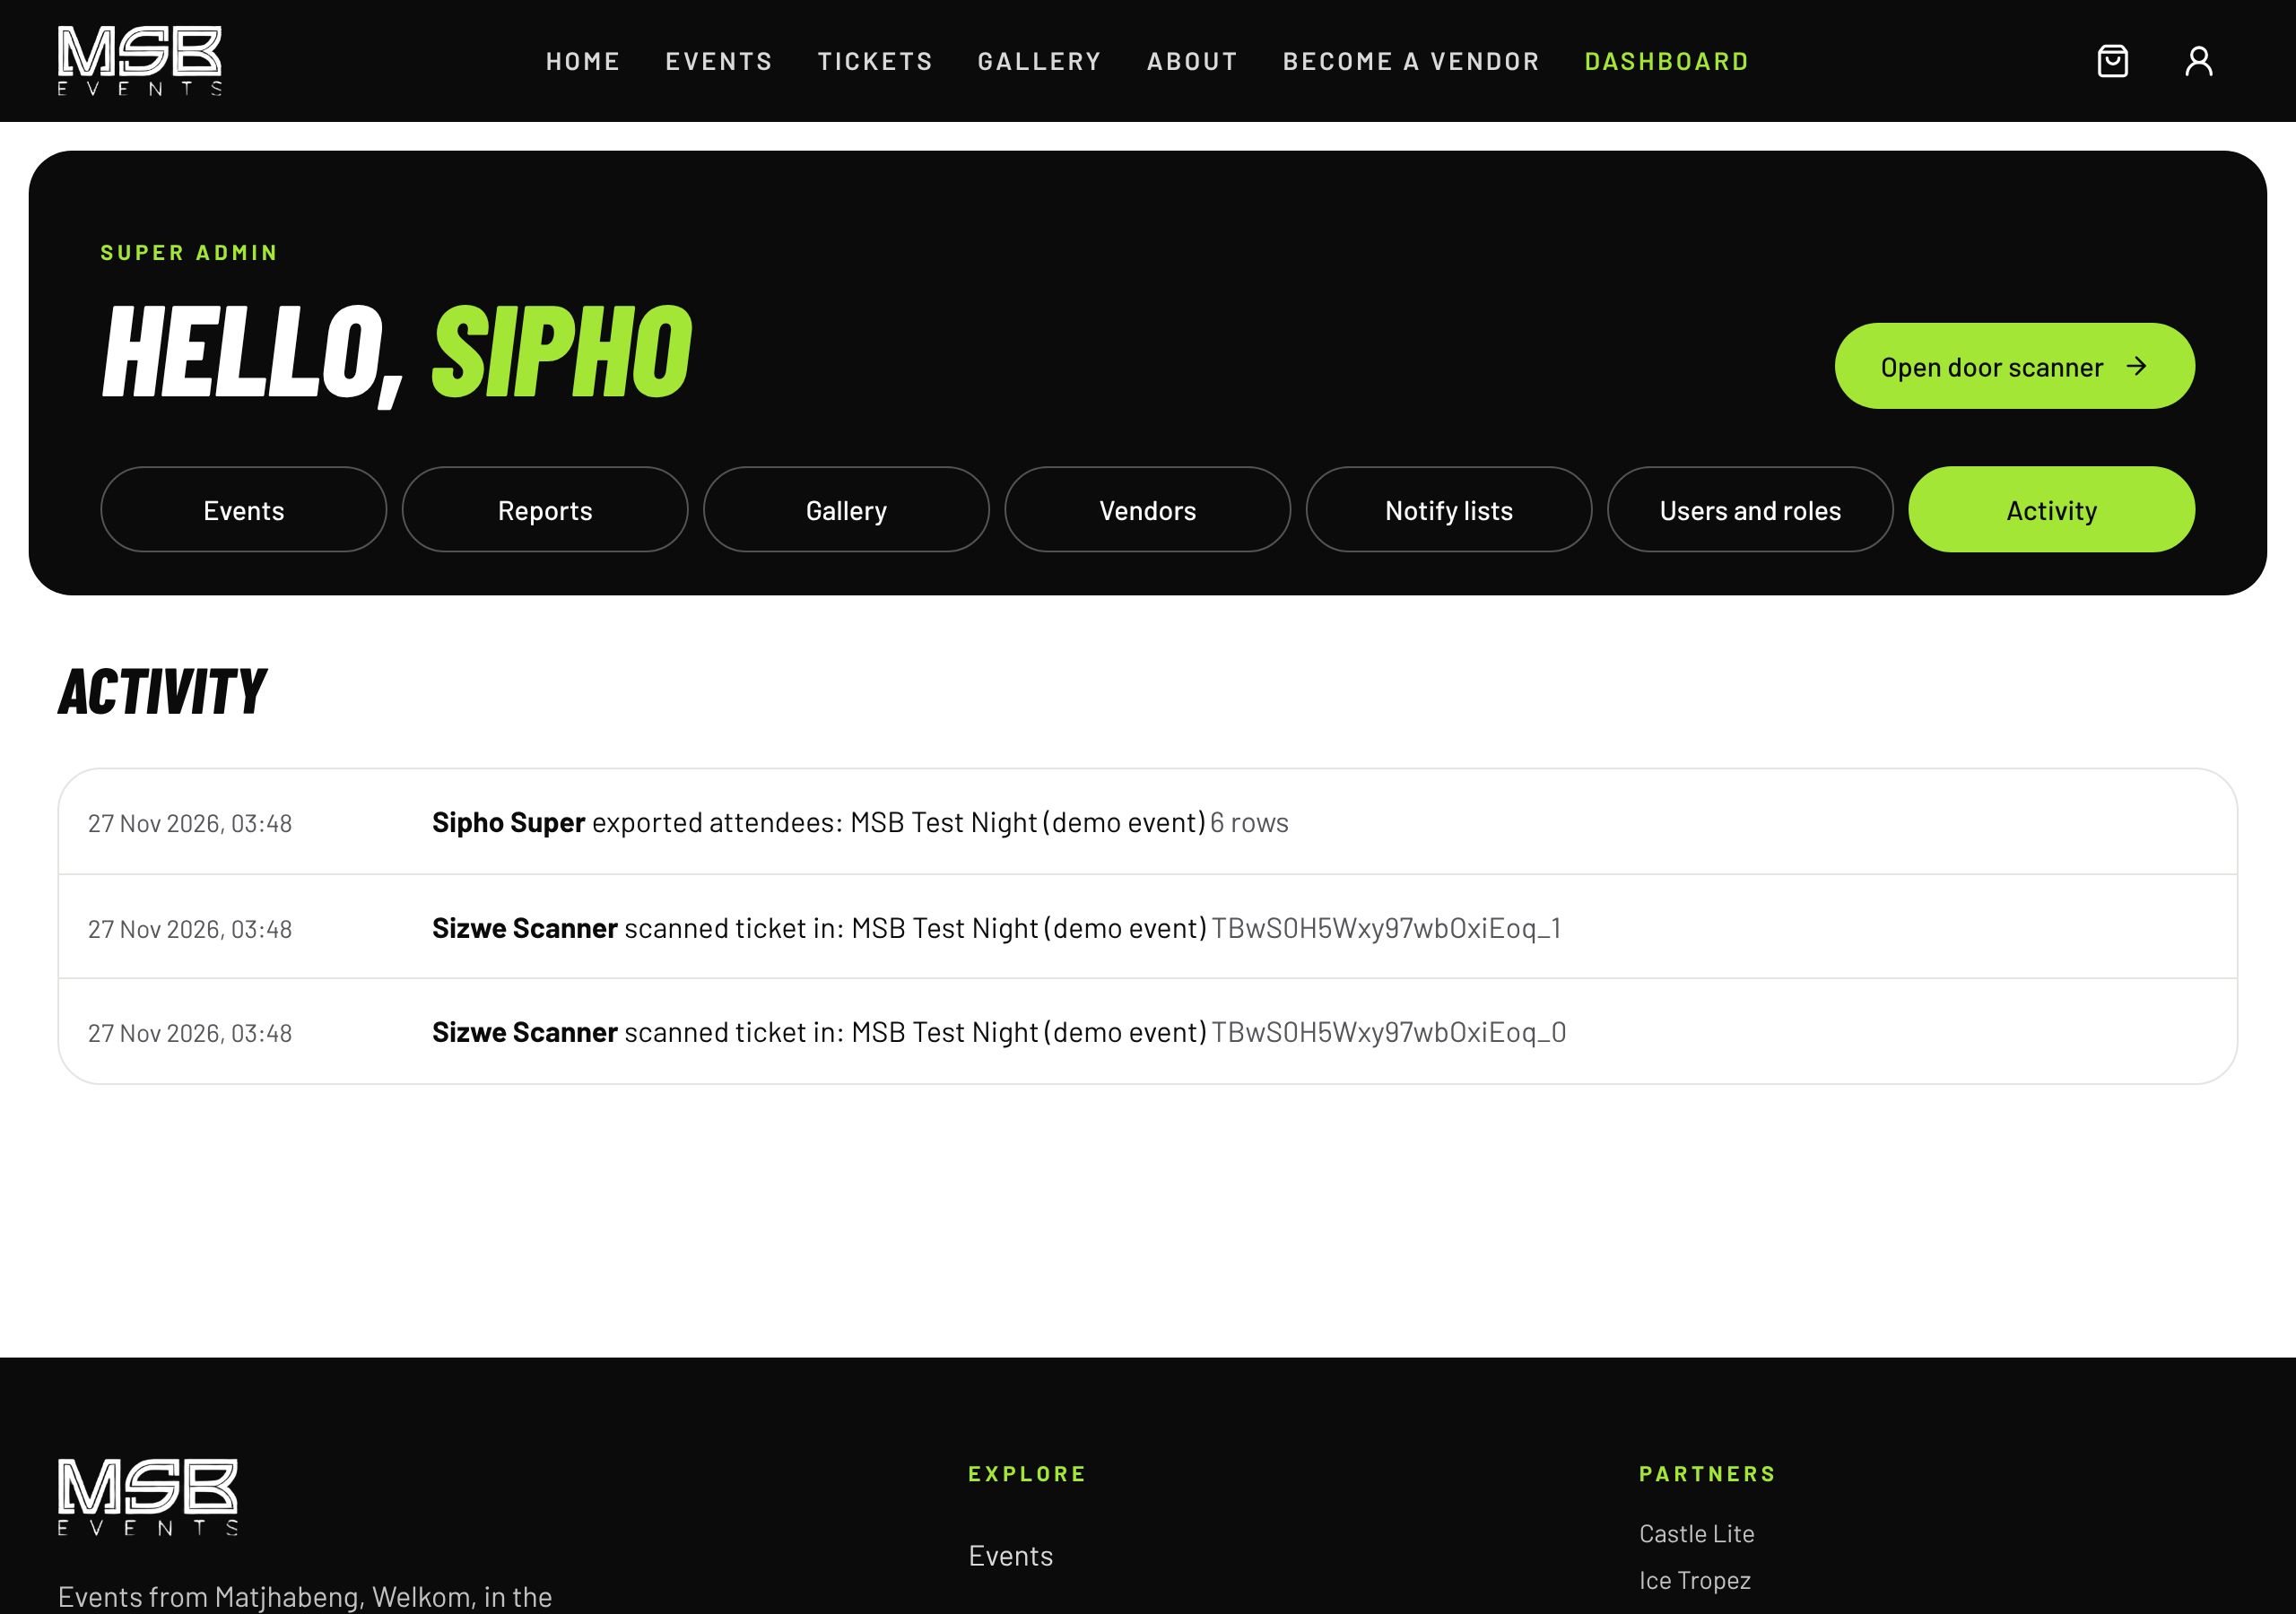 MSB
EVENTS
HOME EVENTS TICKETS GALLERY ABOUT BECOME A VENDOR DASHBOARD
SUPER ADMIN
HELLO, SIPHO
Open door scanner →
Events Reports Gallery Vendors Notify lists Users and roles Activity
ACTIVITY
27 Nov 2026, 03:48 Sipho Super exported attendees: MSB Test Night (demo event) 6 rows
27 Nov 2026, 03:48 Sizwe Scanner scanned ticket in: MSB Test Night (demo event) TBwS0H5Wxy97wbOxiEoq_1
27 Nov 2026, 03:48 Sizwe Scanner scanned ticket in: MSB Test Night (demo event) TBwS0H5Wxy97wbOxiEoq_0
MSB
EVENTS
Events from Matjhabeng, Welkom, in the
EXPLORE
Events
PARTNERS
Castle Lite
Ice Tropez